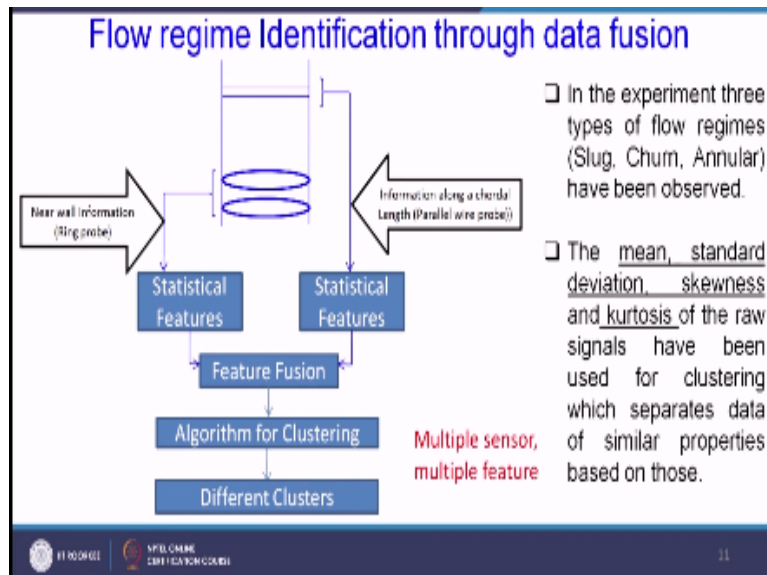 Flow regime Identification through data fusion
Near wall Information
(Ring probe)
Information along a chordal
Length (Parallel wire probe))
Statistical
Features
Statistical
Features
Feature Fusion
Algorithm for Clustering
Different Clusters
Multiple sensor,
multiple feature
❑ In the experiment three
types of flow regimes
(Slug, Churn, Annular)
have been observed.
❑ The mean, standard
deviation, skewness
and kurtosis of the raw
signals have been
used for clustering
which separates data
of similar properties
based on those.
IIT ROORKEE
NPTEL ONLINE
CERTIFICATION COURSE
11